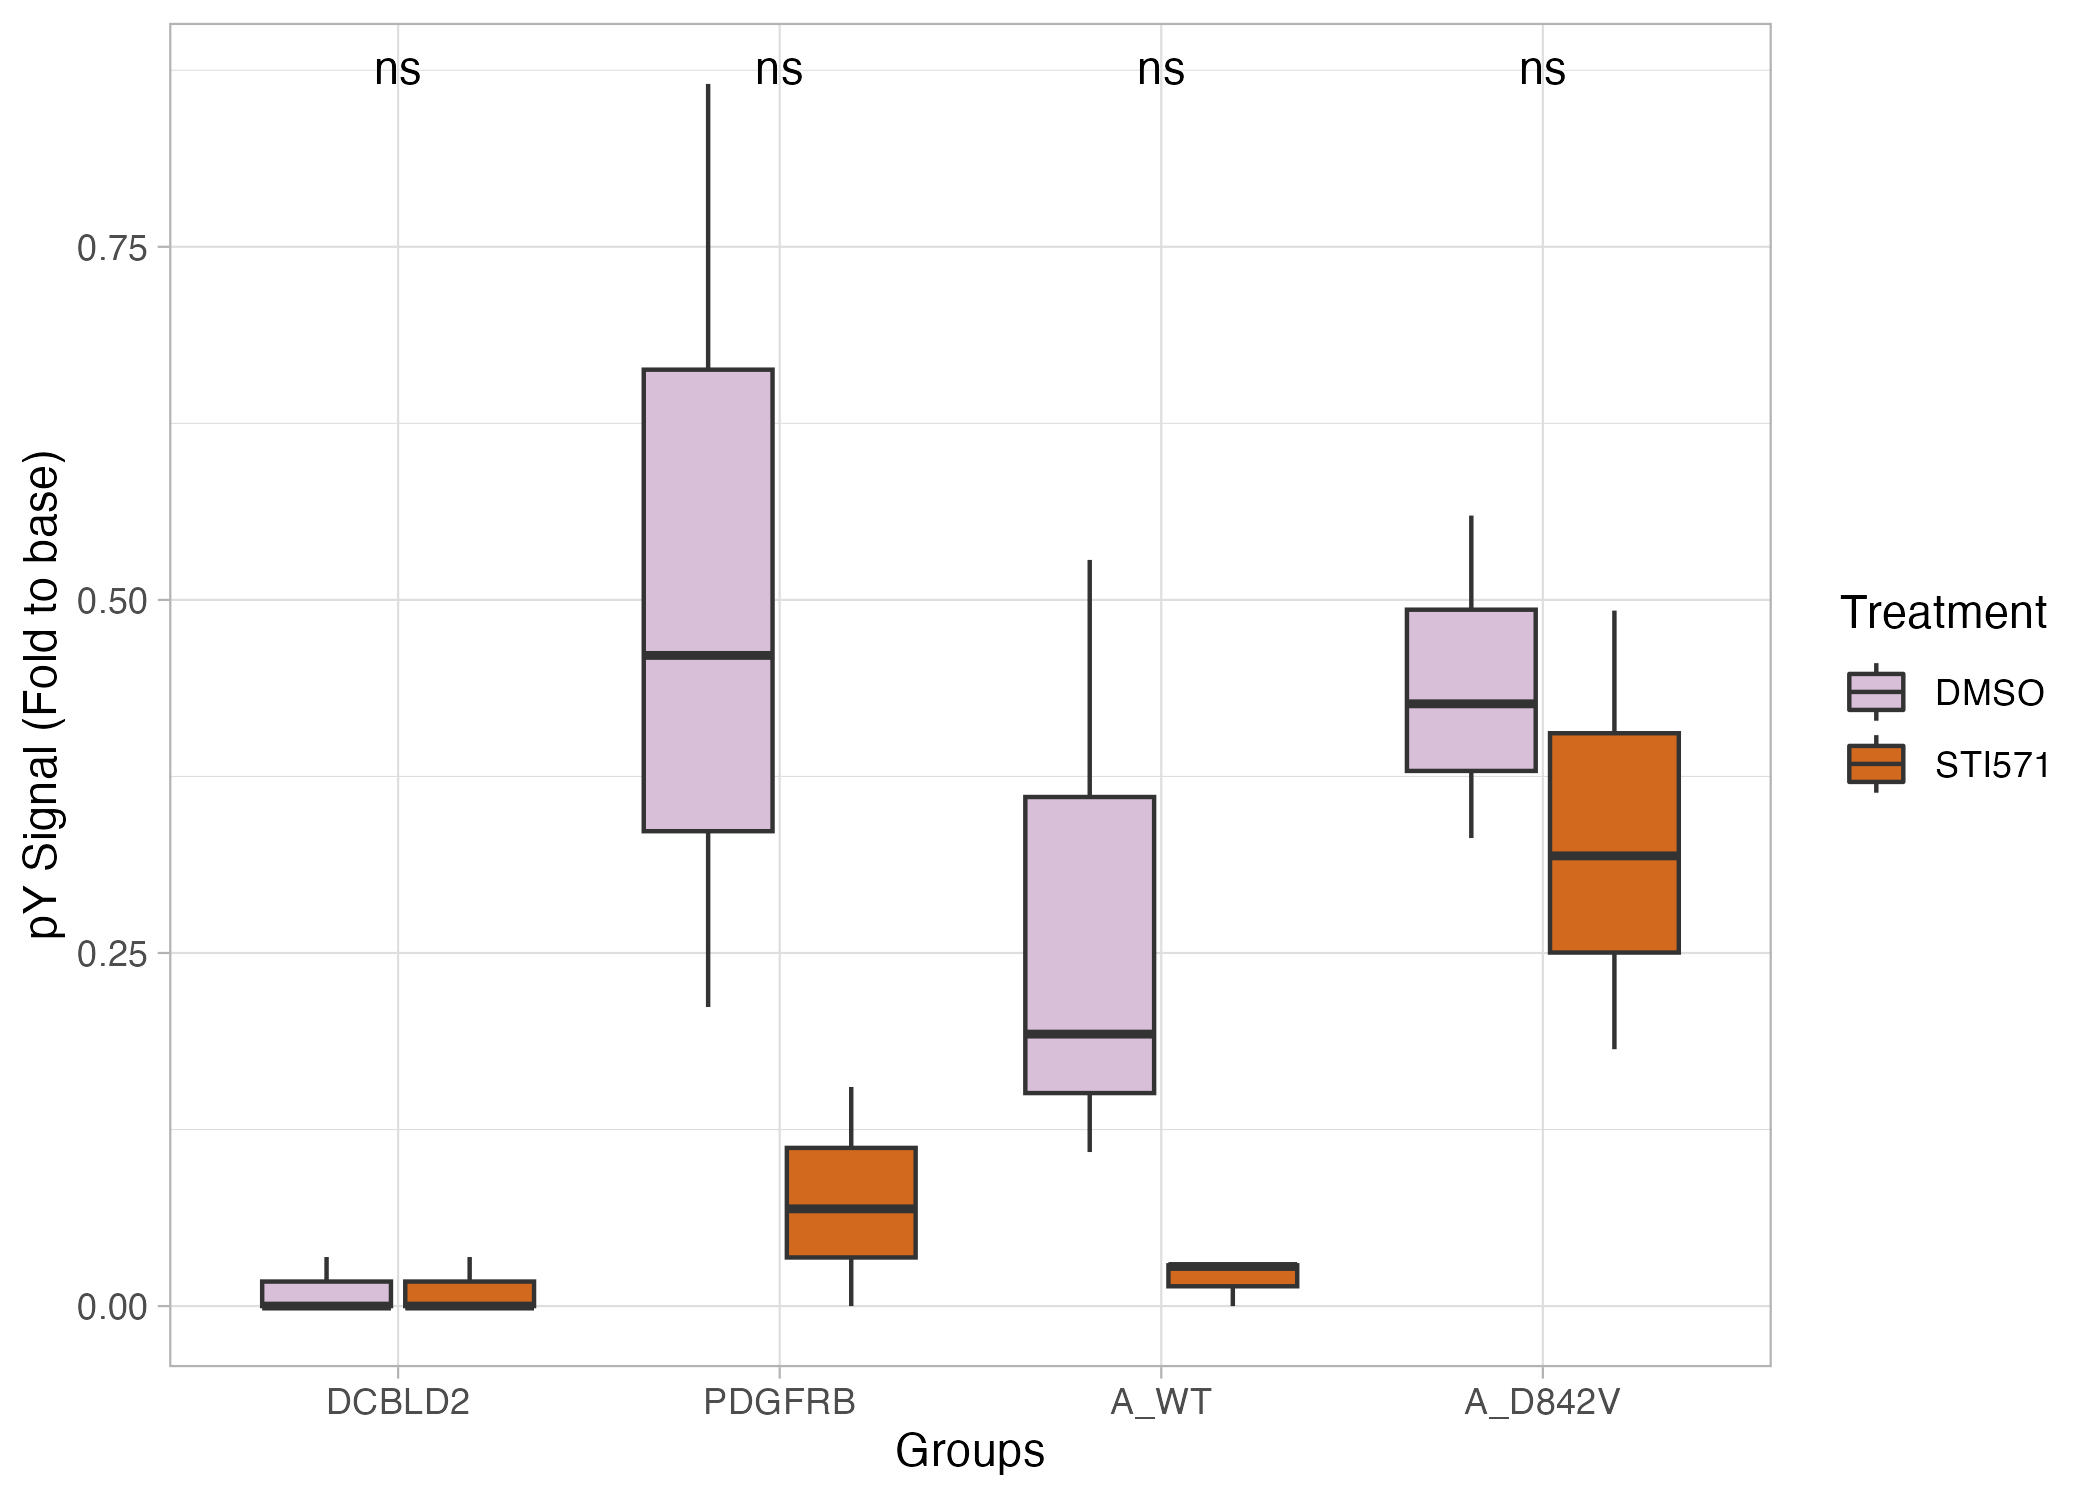 ns ns ns ns
0.75
0.50
0.25
0.00
pY Signal (Fold to base)
DCBLD2 PDGFRB A_WT A_D842V
Groups
Treatment
DMSO
STI571